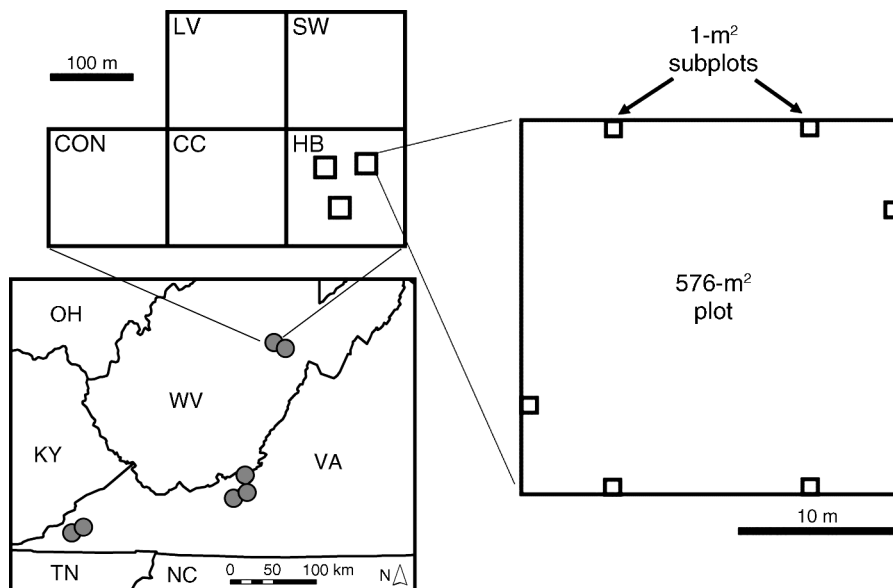 LV
SW
100 m
CON
CC
HB
1-m²
subplots
576-m²
plot
OH
WV
KY
VA
TN
NC
0 50 100 km
N
10 m